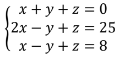 x + y + z = 0
2x − y − z = 25
x − y + z = 8